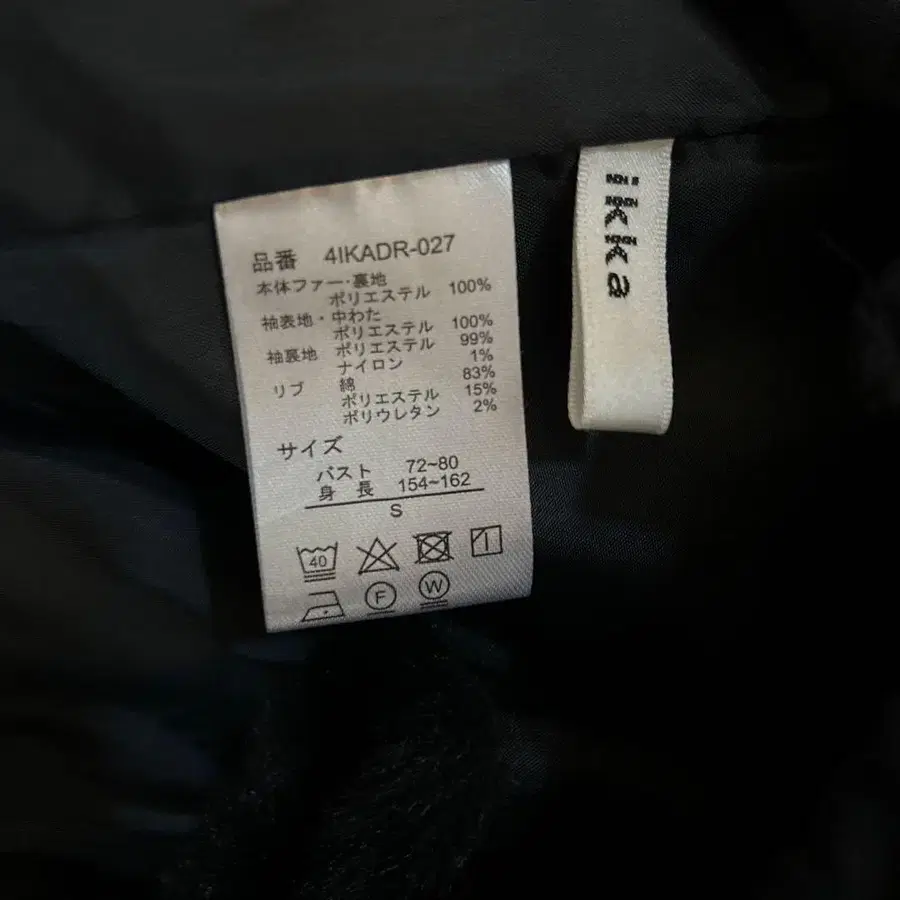 品番 4IKADR-027
本体ファー・裏地
ポリエステル 100%
袖表地・中わた
ポリエステル 100%
袖裏地 ポリエステル 99%
ナイロン 1%
リブ 綿 83%
ポリエステル 15%
ポリウレタン 2%
サイズ
バスト 72~80
身長 154~162
S
40
F W
ikka